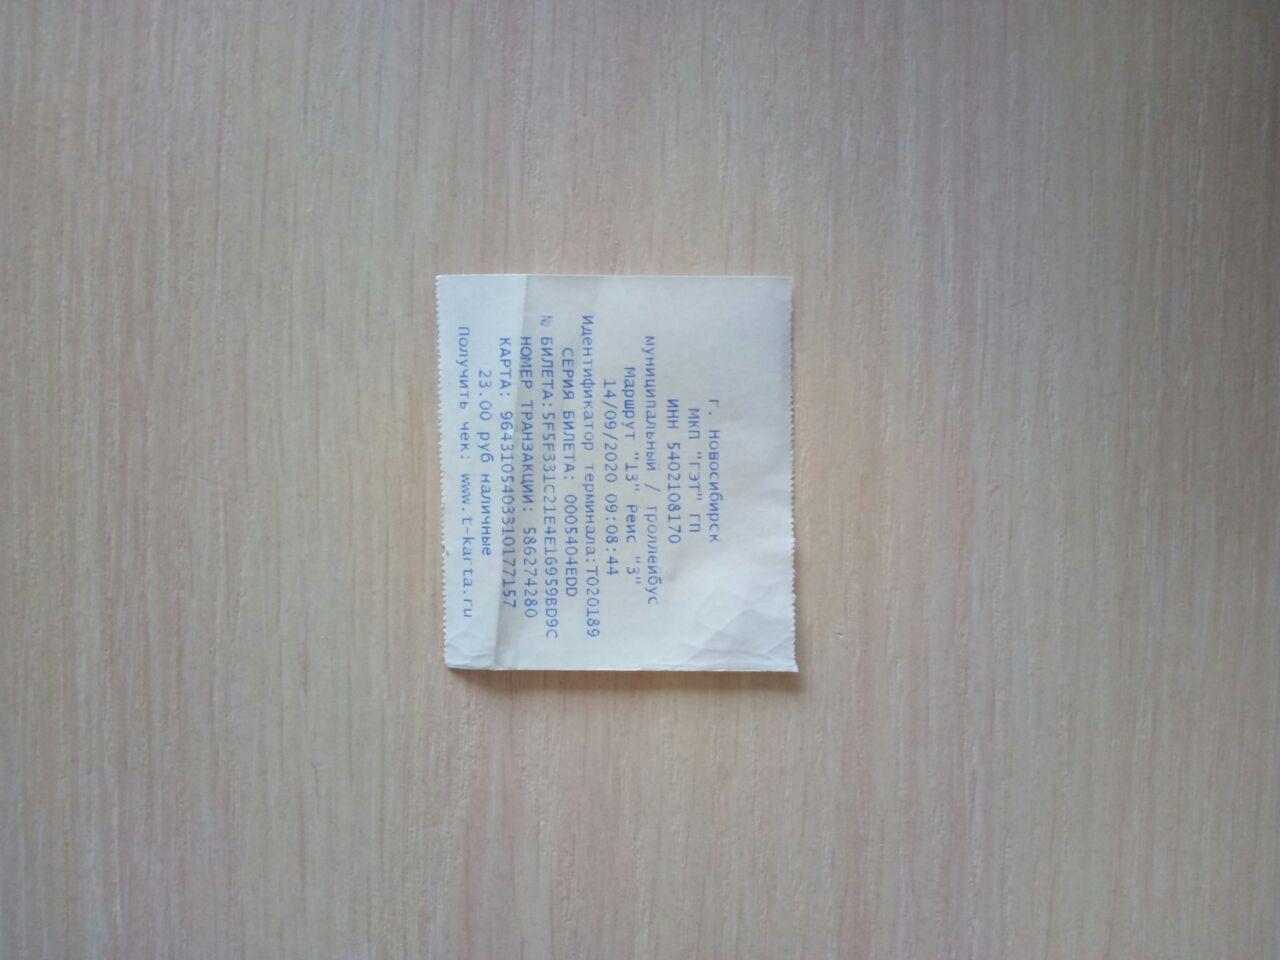 г. Новосибирск
МКП "ГЭТ" ГП
ИНН 5402108170
муниципальный / троллейбус
Маршрут "13" Рейс "3"
14/09/2020 09:08:44
Идентификатор терминала:T020189
СЕРИЯ БИЛЕТА: 0005404EDD
№ БИЛЕТА:5F5F331C21E4E16959BD9C
НОМЕР ТРАНЗАКЦИИ: 586274280
КАРТА: 9643105403310177157
23.00 руб наличные
Получить чек: www.t-karta.ru